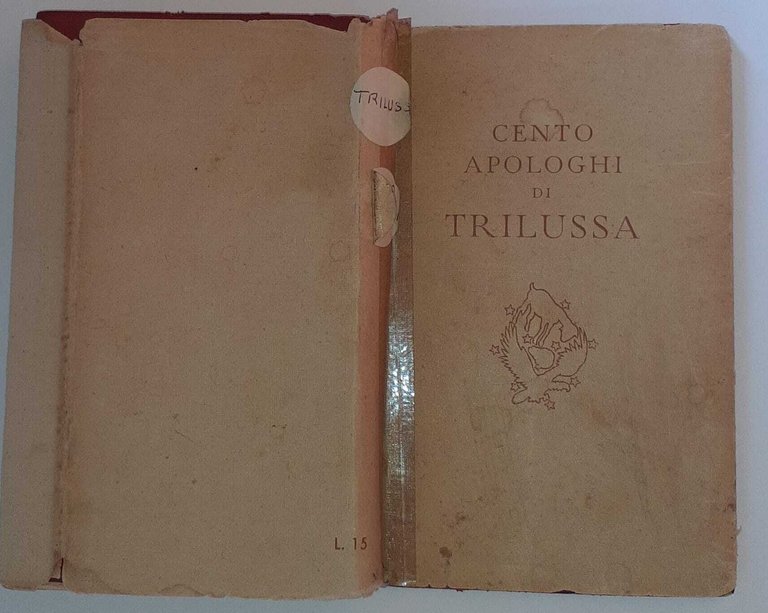 TRILUSS
CENTO
APOLOGHI
DI
TRILUSSA
L. 15